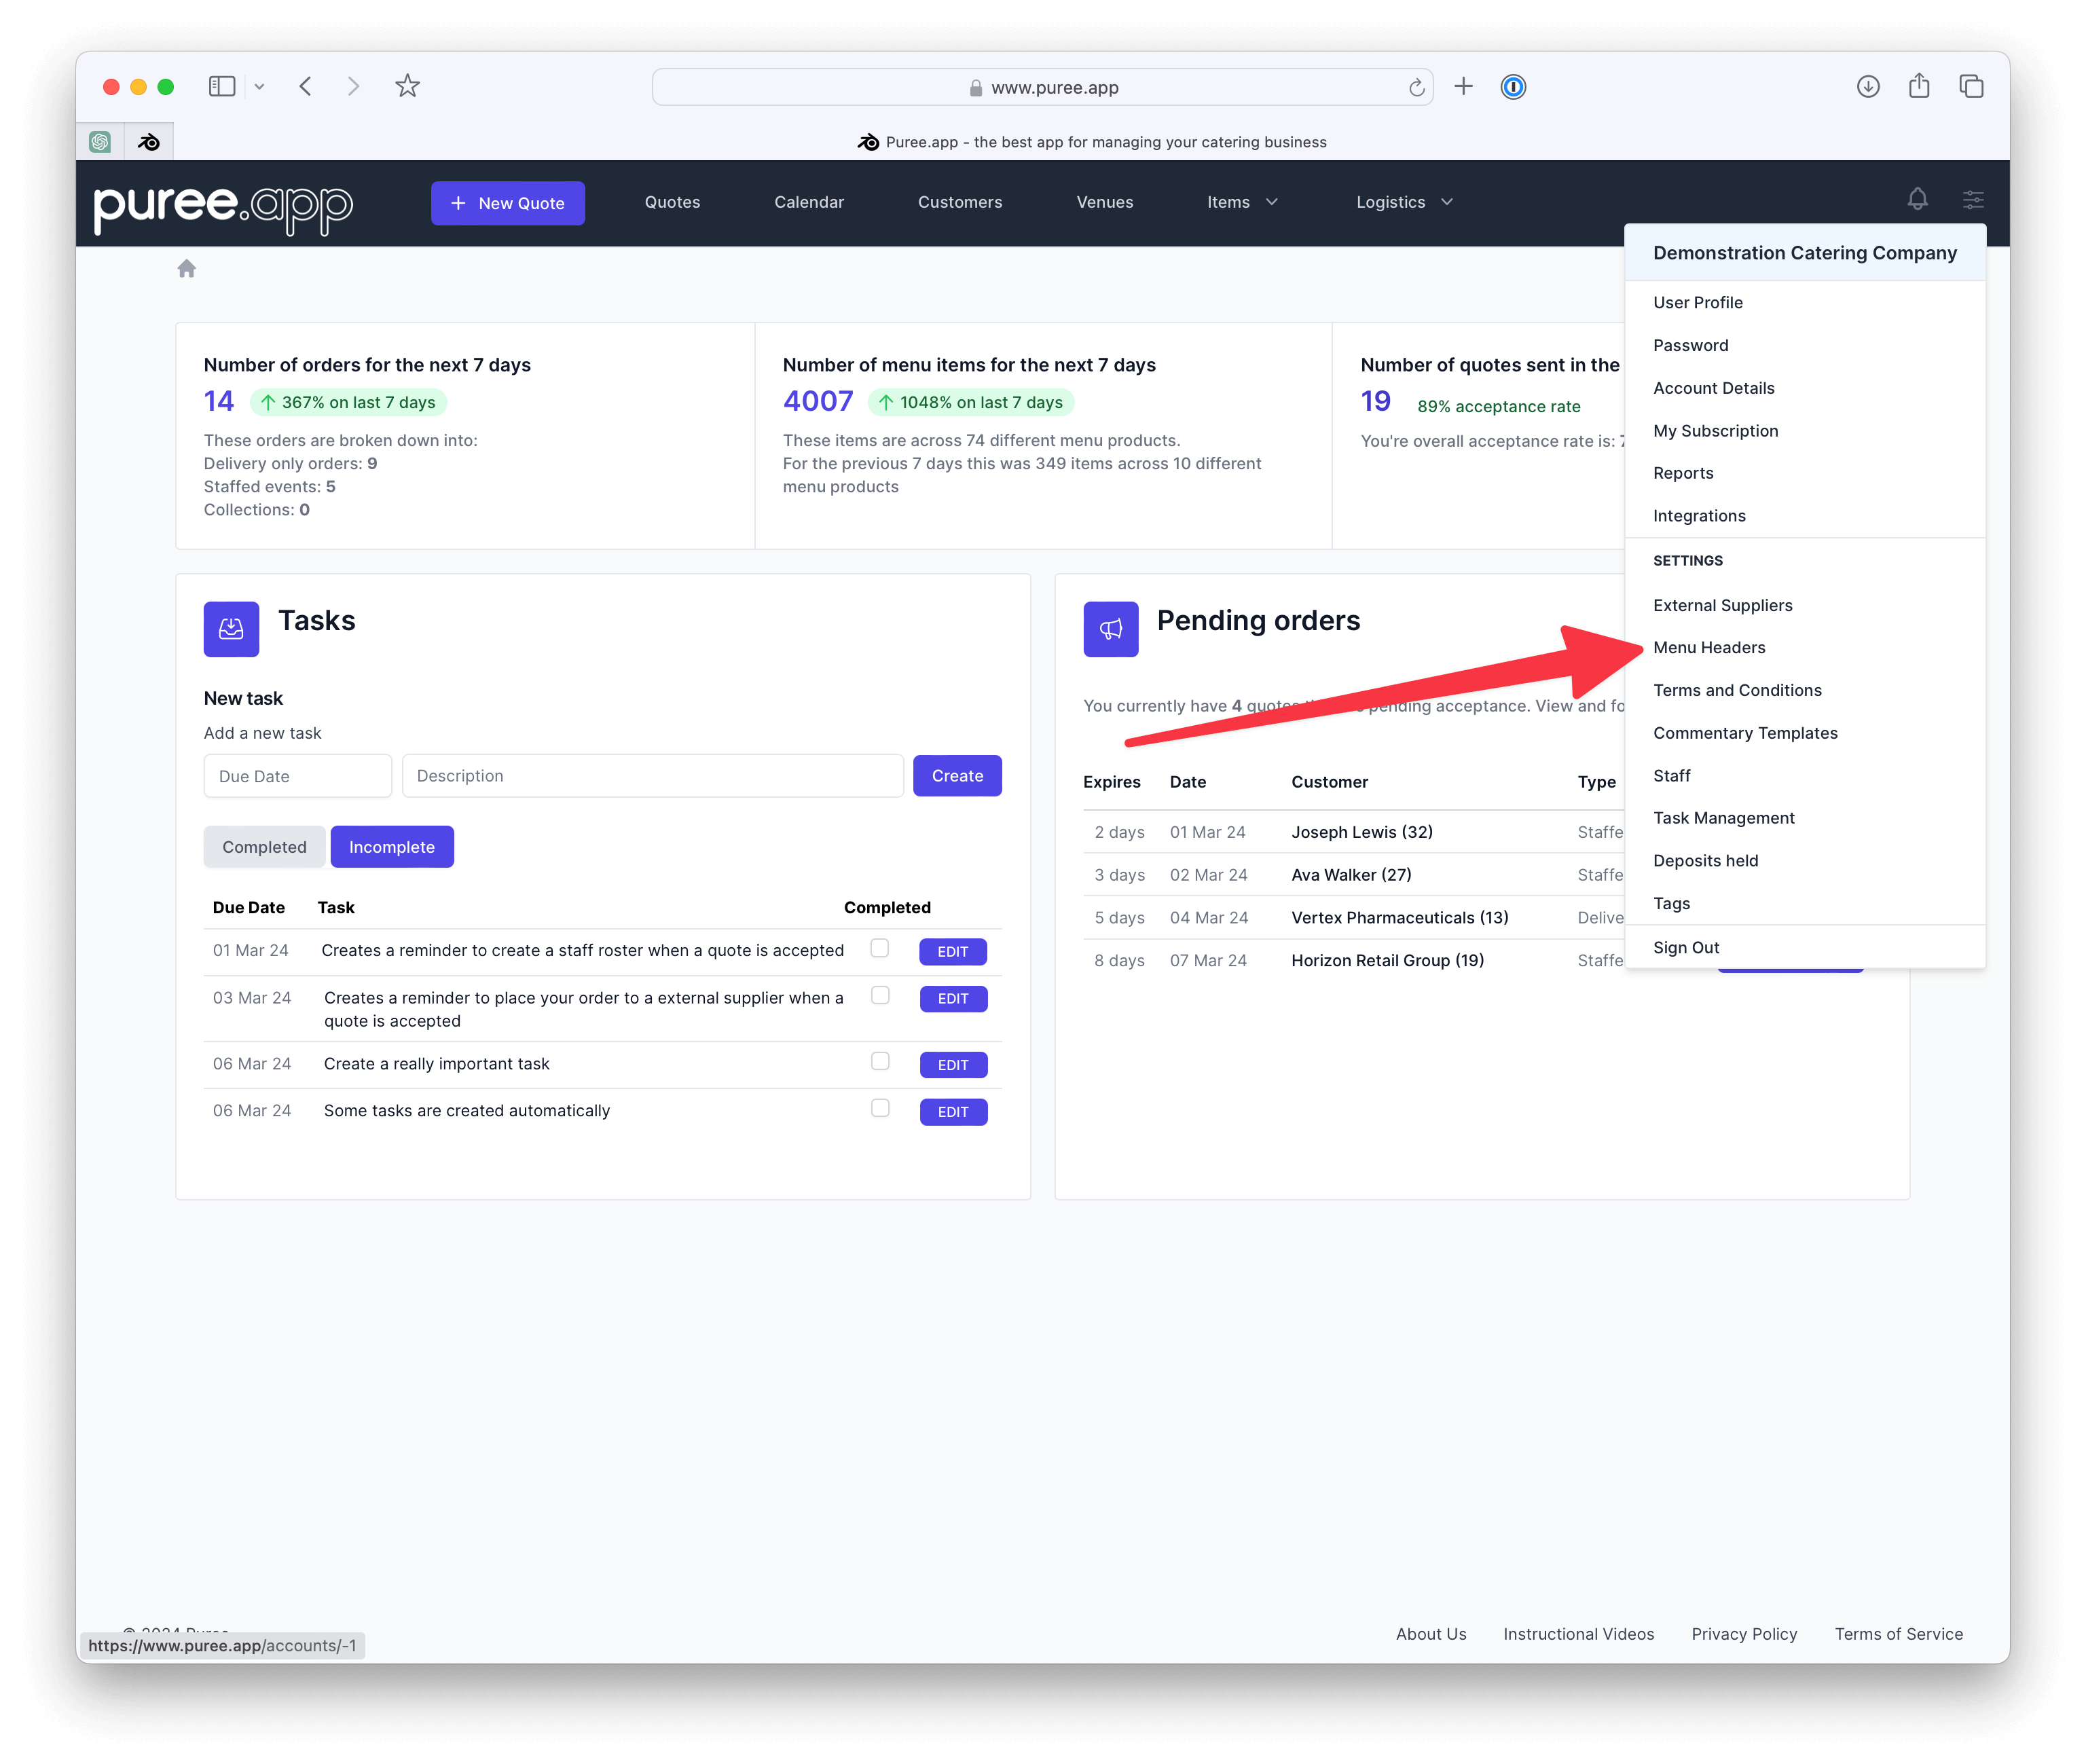 www.puree.app
Puree.app - the best app for managing your catering business
puree.app
+ New Quote
Quotes
Calendar
Customers
Venues
Items
Logistics
Demonstration Catering Company
User Profile
Password
Account Details
My Subscription
Reports
Integrations
SETTINGS
External Suppliers
Menu Headers
Terms and Conditions
Commentary Templates
Staff
Task Management
Deposits held
Tags
Sign Out
Number of orders for the next 7 days
14 ↑ 367% on last 7 days
These orders are broken down into:
Delivery only orders: 9
Staffed events: 5
Collections: 0
Number of menu items for the next 7 days
4007 ↑ 1048% on last 7 days
These items are across 74 different menu products.
For the previous 7 days this was 349 items across 10 different
menu products
Number of quotes sent in the
19 89% acceptance rate
You're overall acceptance rate is:
Tasks
New task
Add a new task
Due Date
Description
Create
Completed
Incomplete
Due Date Task Completed
01 Mar 24 Creates a reminder to create a staff roster when a quote is accepted EDIT
03 Mar 24 Creates a reminder to place your order to a external supplier when a
quote is accepted EDIT
06 Mar 24 Create a really important task EDIT
06 Mar 24 Some tasks are created automatically EDIT
Pending orders
You currently have 4 quotes pending acceptance. View and fo
Expires Date Customer Type
2 days 01 Mar 24 Joseph Lewis (32) Staffe
3 days 02 Mar 24 Ava Walker (27) Staffe
5 days 04 Mar 24 Vertex Pharmaceuticals (13) Delive
8 days 07 Mar 24 Horizon Retail Group (19) Staffe
© 2024 Puree
https://www.puree.app/accounts/-1
About Us
Instructional Videos
Privacy Policy
Terms of Service